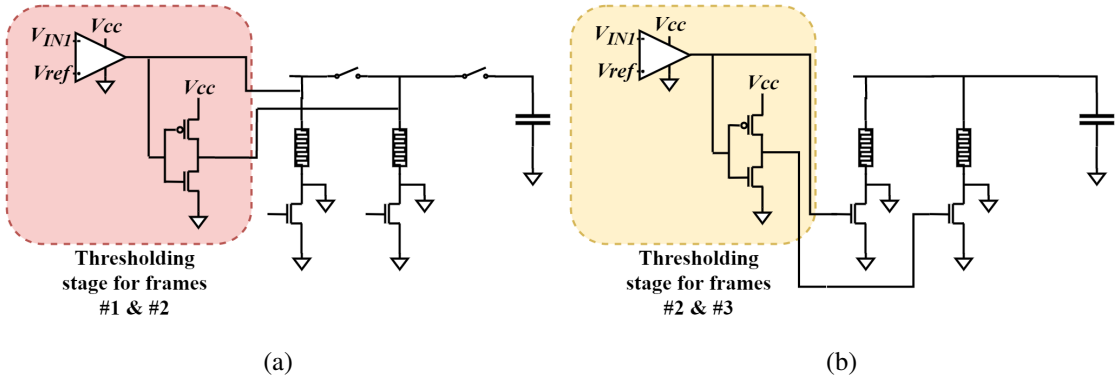 Vcc
VIN1
Vref
Vcc
Thresholding
stage for frames
#1 & #2
(a)
Vcc
VIN1
Vref
Vcc
Thresholding
stage for frames
#2 & #3
(b)